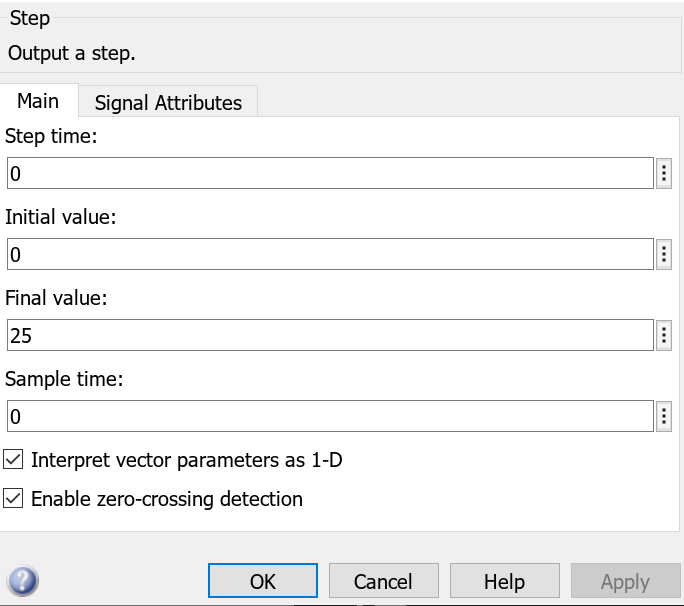 Step
Output a step.
Main
Signal Attributes
Step time:
0
Initial value:
0
Final value:
25
Sample time:
0
Interpret vector parameters as 1-D
Enable zero-crossing detection
?
OK
Cancel
Help
Apply